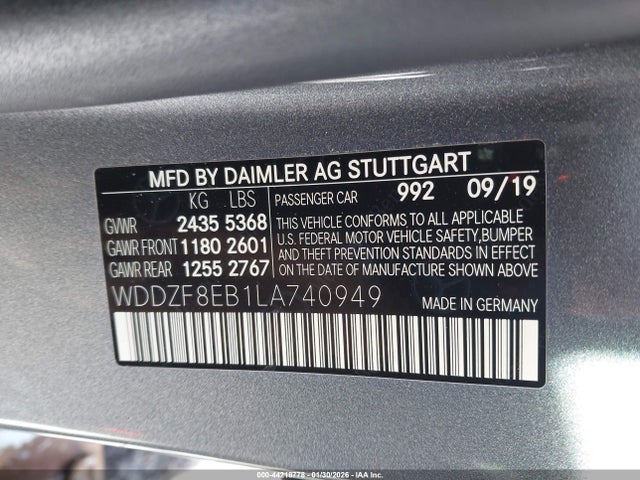 MFD BY DAIMLER AG STUTTGART
KG LBS PASSENGER CAR 992 09/19
GVWR 2435 5368
GAWR FRONT 1180 2601
GAWR REAR 1255 2767
THIS VEHICLE CONFORMS TO ALL APPLICABLE
U.S. FEDERAL MOTOR VEHICLE SAFETY,BUMPER
AND THEFT PREVENTION STANDARDS IN EFFECT
ON THE DATE OF MANUFACTURE SHOWN ABOVE.
WDDZF8EB1LA740949 MADE IN GERMANY
000-44218778 - 01/30/2026 - IAA Inc.